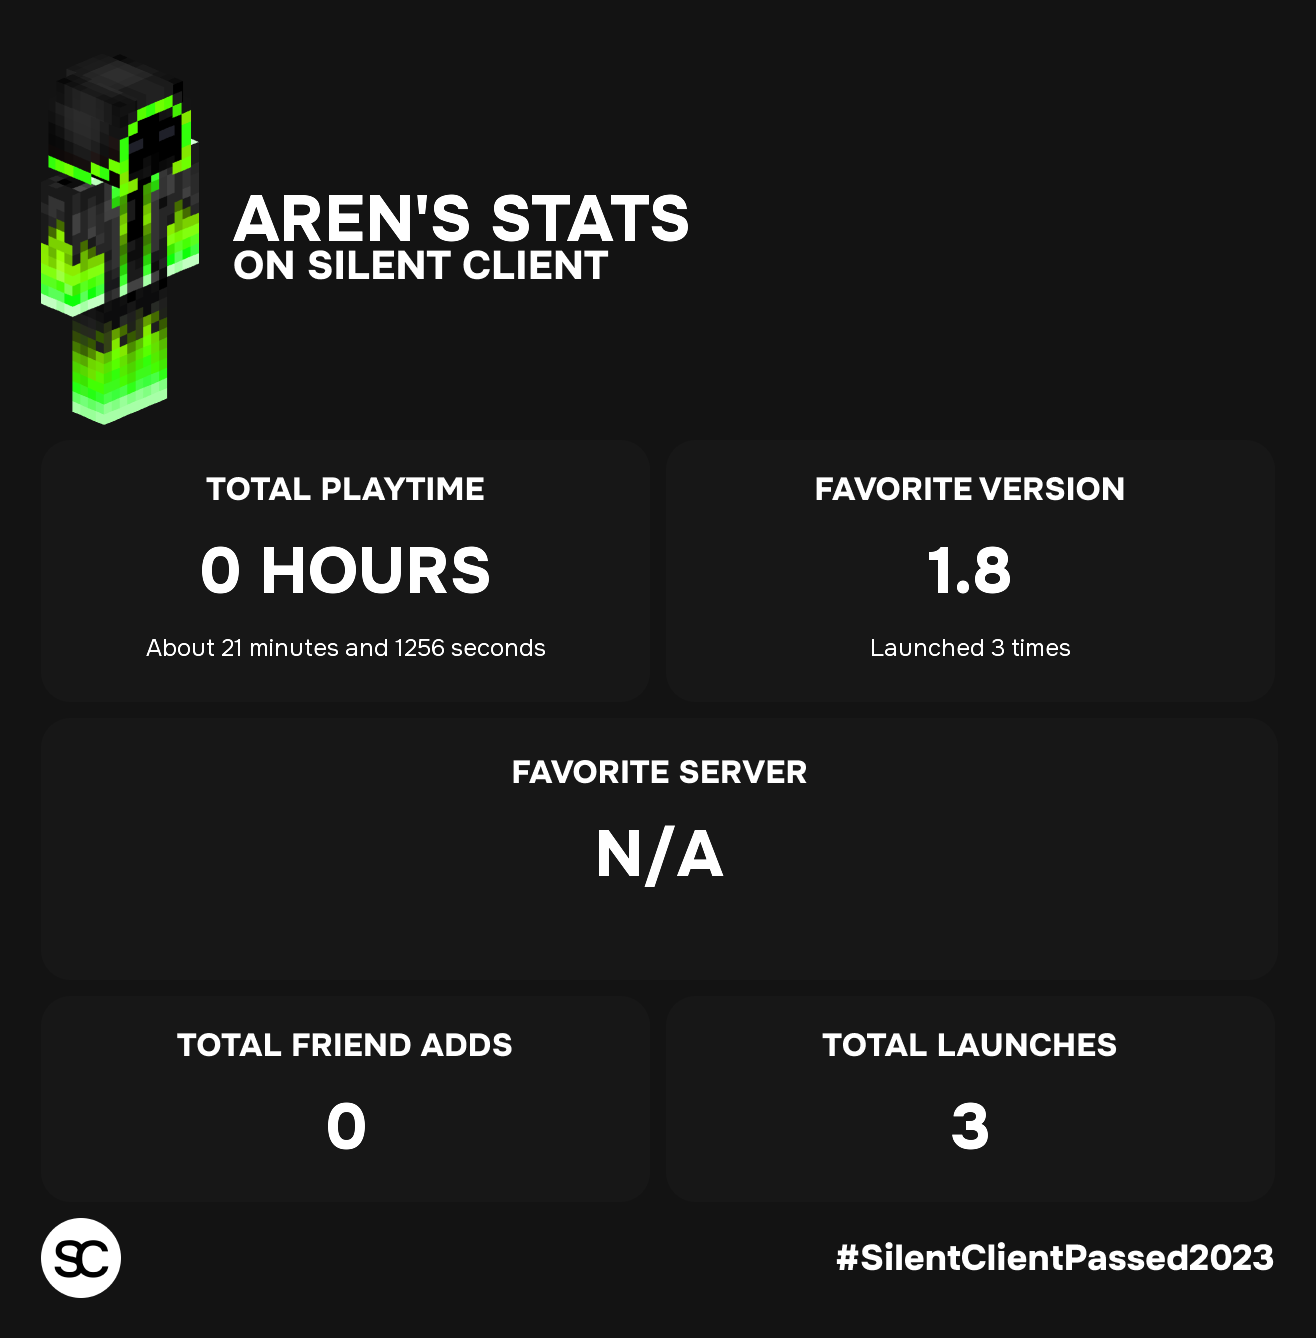 AREN'S STATS
ON SILENT CLIENT
TOTAL PLAYTIME
0 HOURS
About 21 minutes and 1256 seconds
FAVORITE VERSION
1.8
Launched 3 times
FAVORITE SERVER
N/A
TOTAL FRIEND ADDS
0
TOTAL LAUNCHES
3
SC
#SilentClientPassed2023